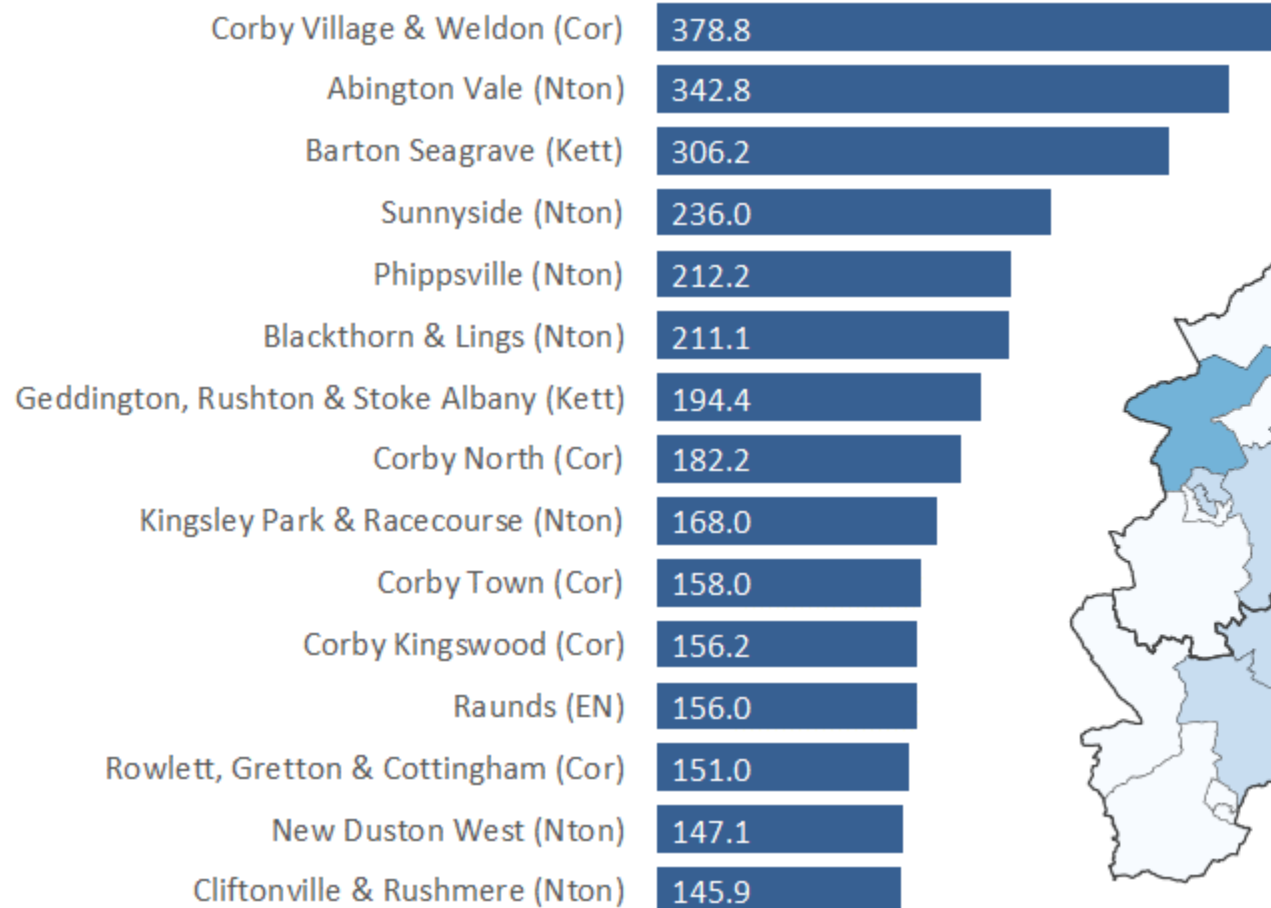 Corby Village & Weldon (Cor) 378.8
Abington Vale (Nton) 342.8
Barton Seagrave (Kett) 306.2
Sunnyside (Nton) 236.0
Phippsville (Nton) 212.2
Blackthorn & Lings (Nton) 211.1
Geddington, Rushton & Stoke Albany (Kett) 194.4
Corby North (Cor) 182.2
Kingsley Park & Racecourse (Nton) 168.0
Corby Town (Cor) 158.0
Corby Kingswood (Cor) 156.2
Raunds (EN) 156.0
Rowlett, Gretton & Cottingham (Cor) 151.0
New Duston West (Nton) 147.1
Cliftonville & Rushmere (Nton) 145.9